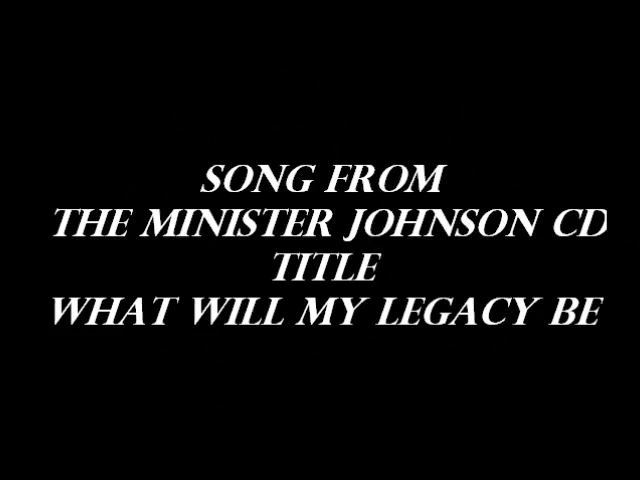 SONG FROM
THE MINISTER JOHNSON CD
TITLE
WHAT WILL MY LEGACY BE